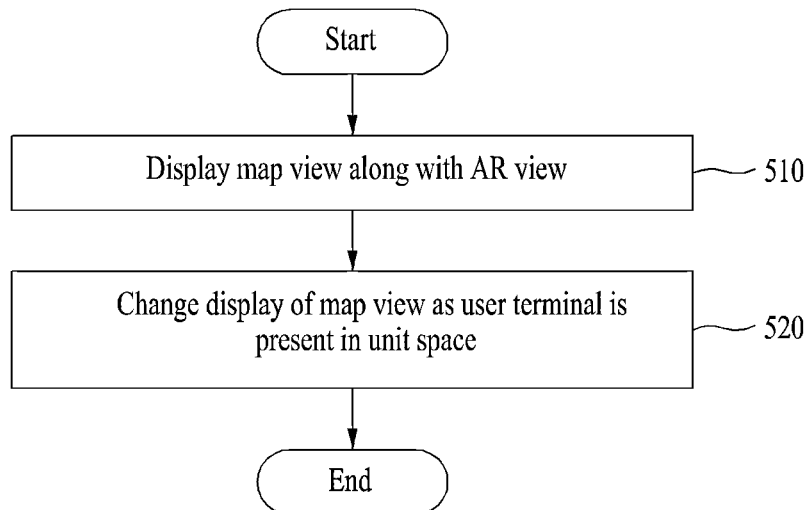 Start
Display map view along with AR view
510
Change display of map view as user terminal is
present in unit space
520
End